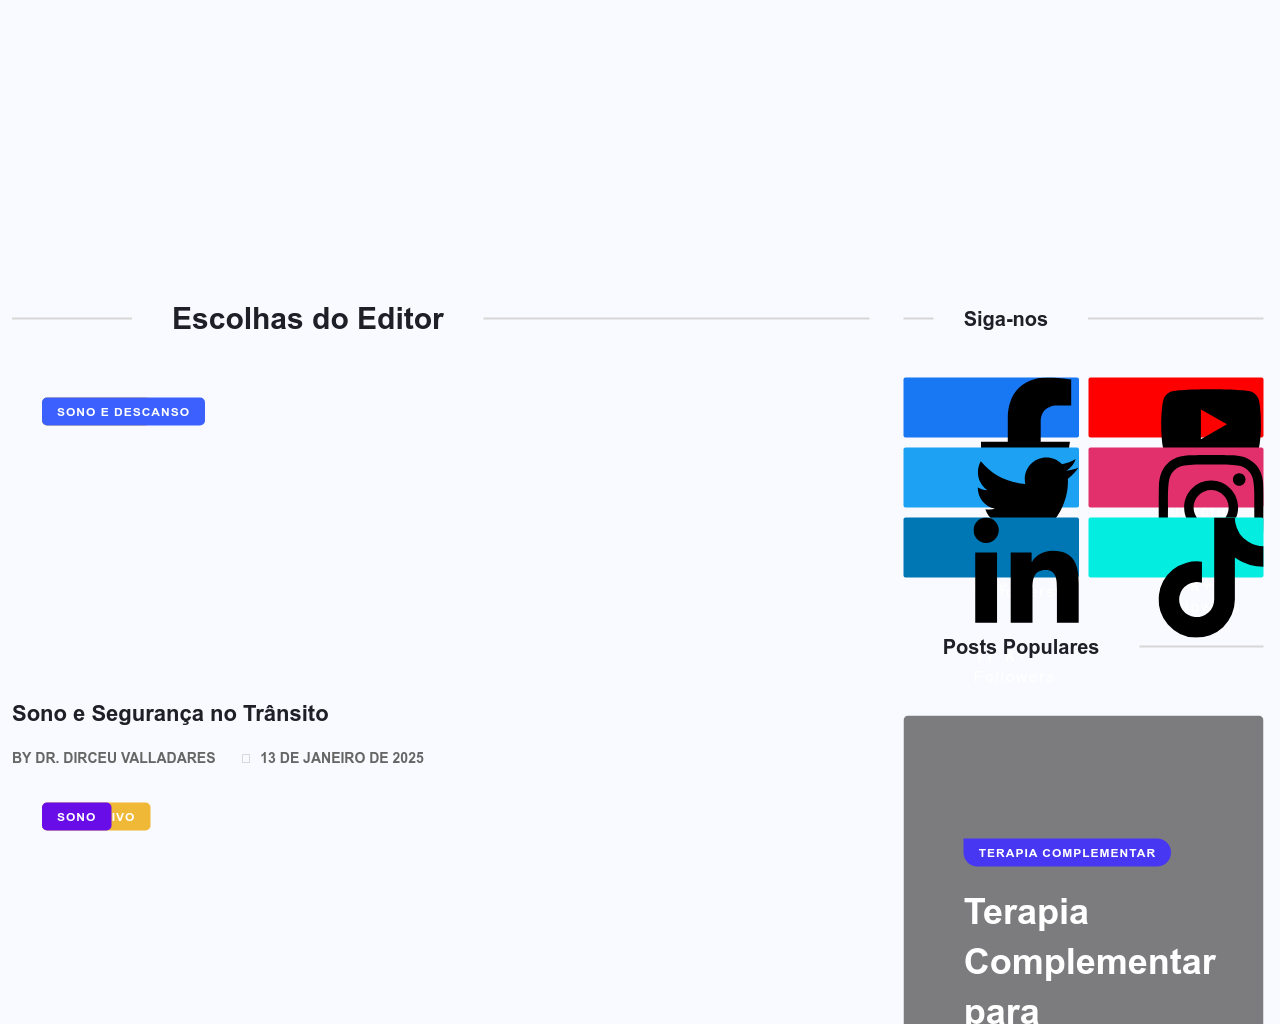 Escolhas do Editor
SONO E DESCANSO
Sono e Segurança no Trânsito
BY DR. DIRCEU VALLADARES
13 DE JANEIRO DE 2025
SONO
IVO
Siga-nos
Posts Populares
Followers
TERAPIA COMPLEMENTAR
Terapia
Complementar
para